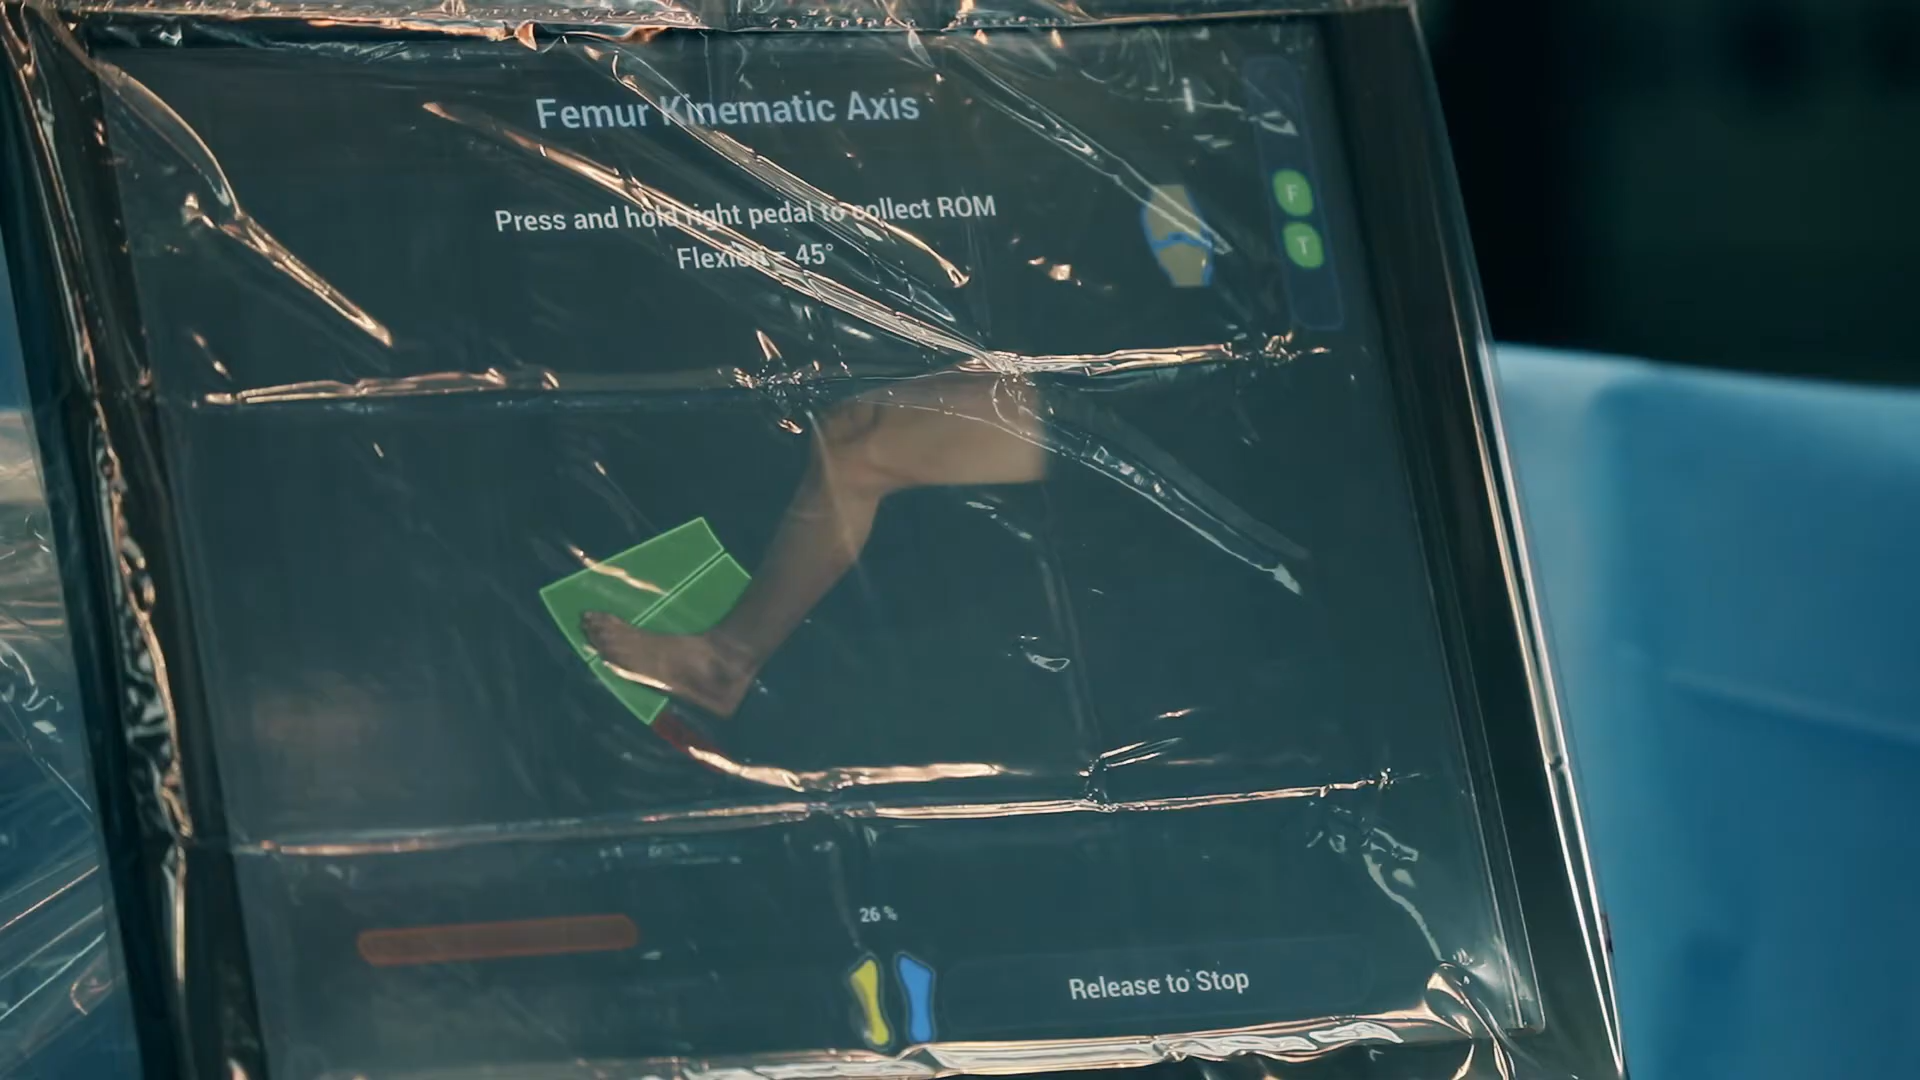 Femur Kinematic Axis
Press and hold right pedal to collect ROM
Flexion = 45°
F
T
26 %
Release to Stop